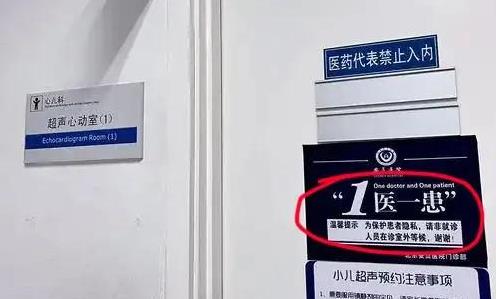 心儿科
超声心动室(1)
Echocardiogram Room (1)
医药代表禁止入内
One doctor and One patient
“1医一患”
温馨提示 为保护患者隐私，请非就诊
人员在诊室外等候，谢谢！
小儿超声预约注意事项